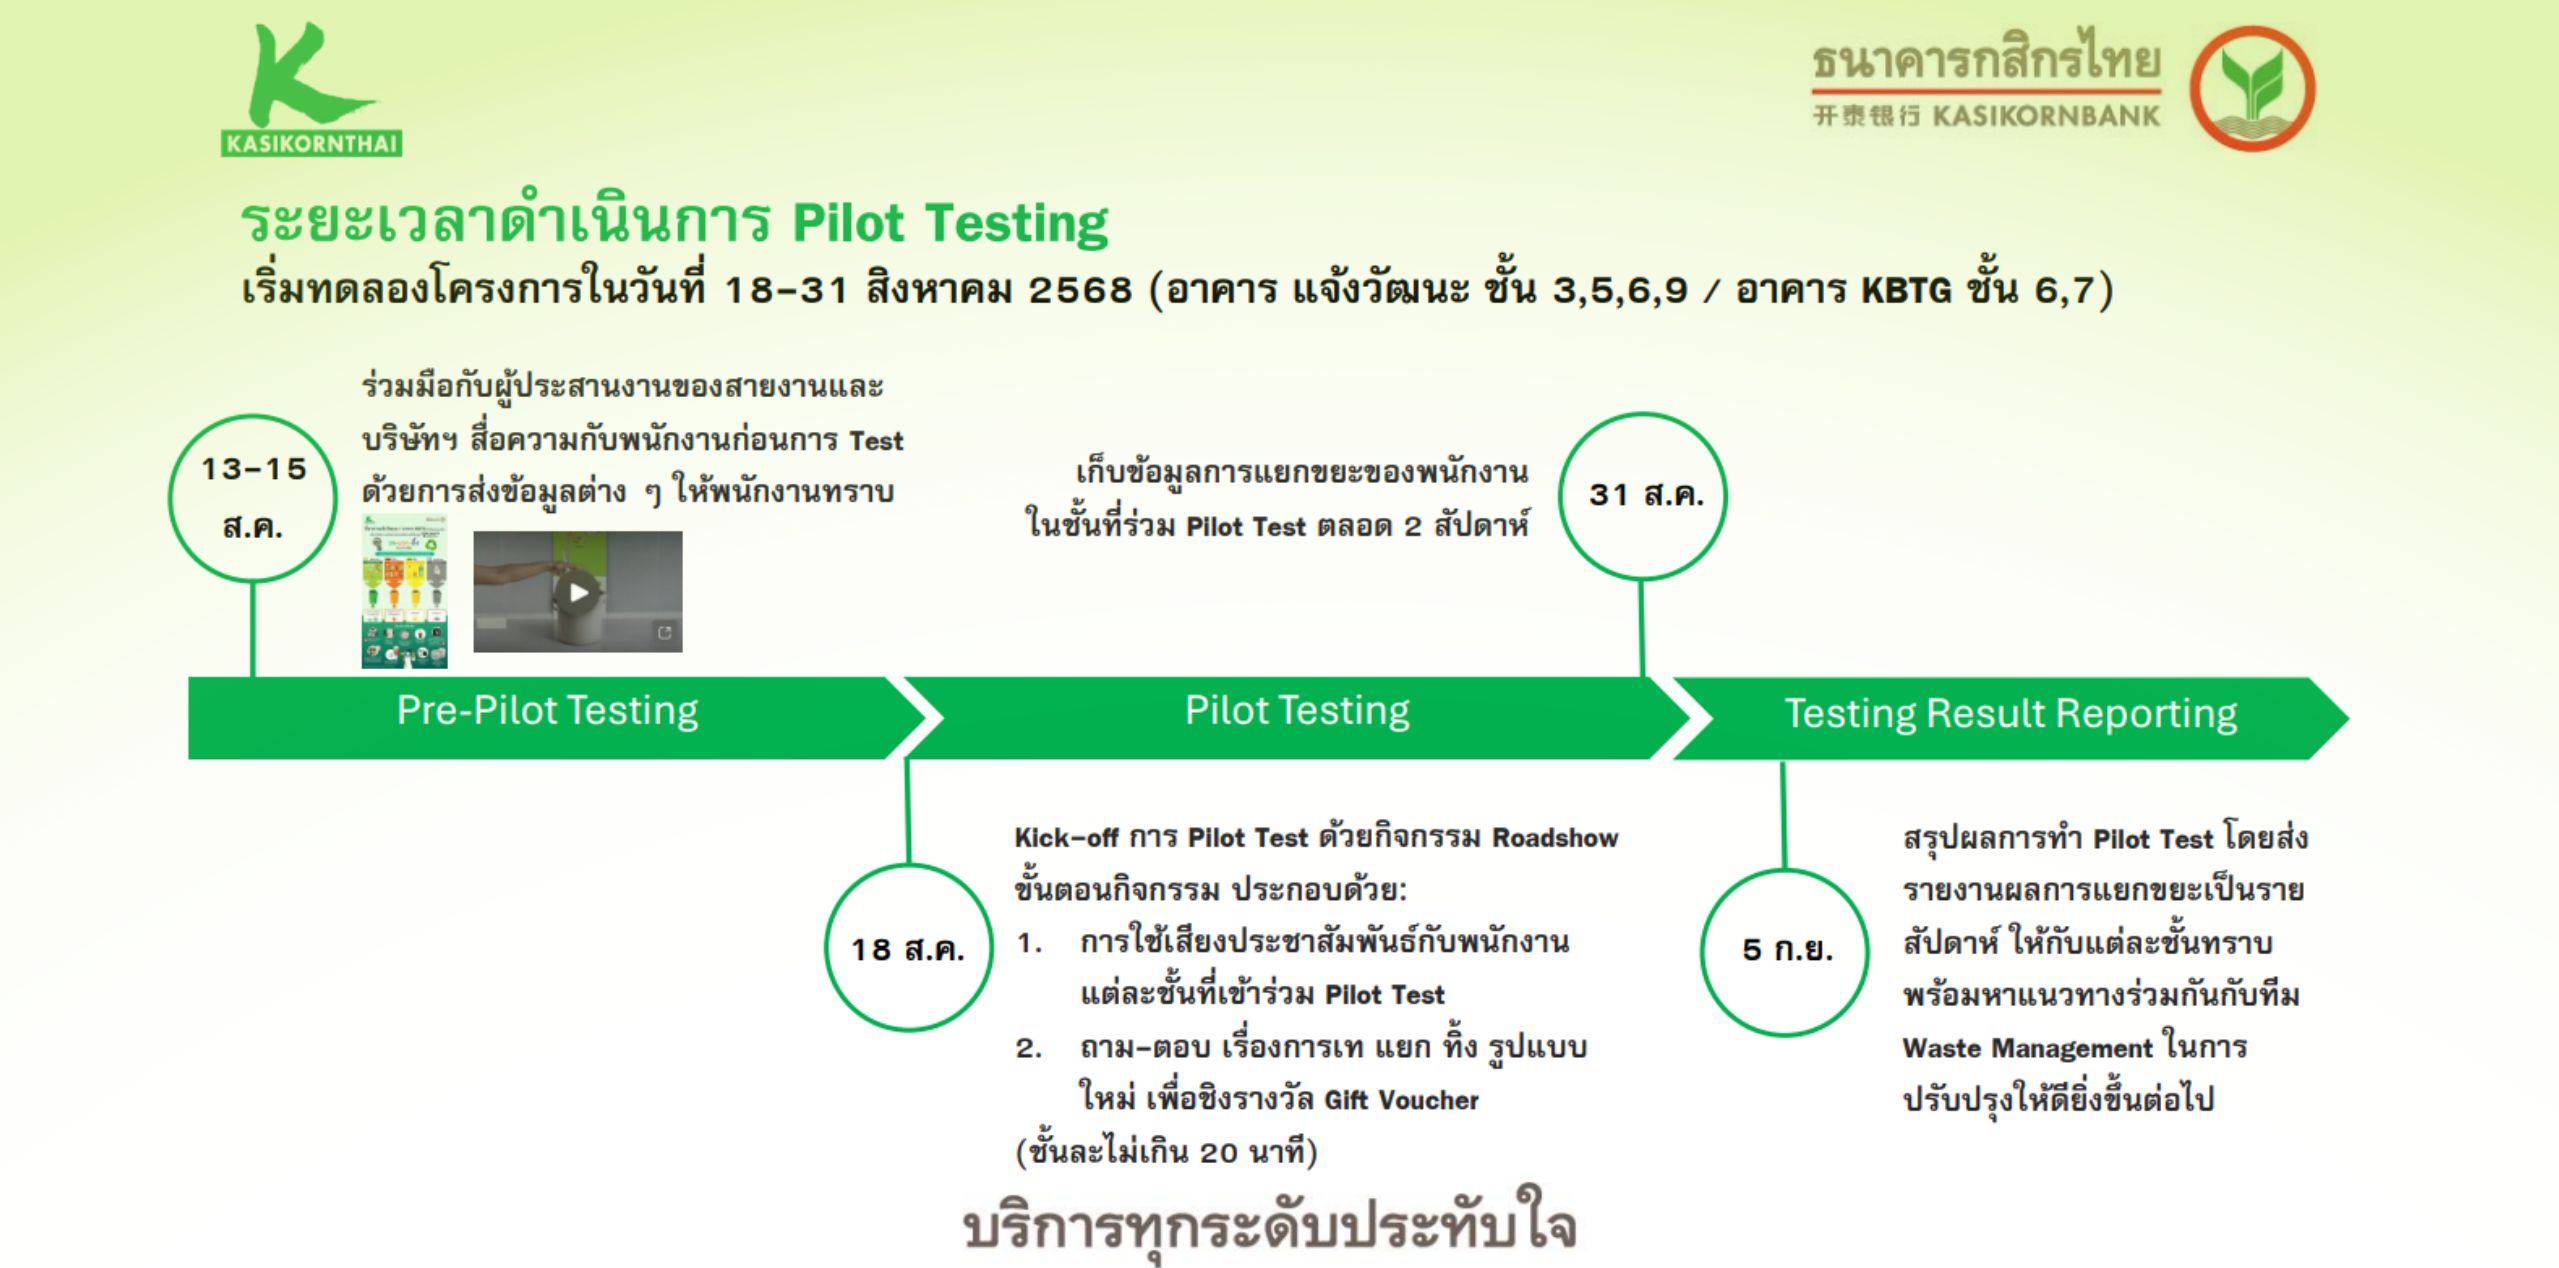 KASIKORNTHAI
ธนาคารกสิกรไทย
开泰银行 KASIKORNBANK
ระยะเวลาดำเนินการ Pilot Testing
เริ่มทดลองโครงการในวันที่ 18-31 สิงหาคม 2568 (อาคาร แจ้งวัฒนะ ชั้น 3,5,6,9 / อาคาร KBTG ชั้น 6,7)
13-15
ส.ค.
ร่วมมือกับผู้ประสานงานของสายงานและ
บริษัทฯ สื่อความกับพนักงานก่อนการ Test
ด้วยการส่งข้อมูลต่าง ๆ ให้พนักงานทราบ
เก็บข้อมูลการแยกขยะของพนักงาน
ในชั้นที่ร่วม Pilot Test ตลอด 2 สัปดาห์
31 ส.ค.
Pre-Pilot Testing
Pilot Testing
Testing Result Reporting
18 ส.ค.
Kick-off การ Pilot Test ด้วยกิจกรรม Roadshow
ขั้นตอนกิจกรรม ประกอบด้วย:
1. การใช้เสียงประชาสัมพันธ์กับพนักงาน
แต่ละชั้นที่เข้าร่วม Pilot Test
2. ถาม-ตอบ เรื่องการเท แยก ทิ้ง รูปแบบ
ใหม่ เพื่อชิงรางวัล Gift Voucher
(ชั้นละไม่เกิน 20 นาที)
5 ก.ย.
สรุปผลการทำ Pilot Test โดยส่ง
รายงานผลการแยกขยะเป็นราย
สัปดาห์ ให้กับแต่ละชั้นทราบ
พร้อมหาแนวทางร่วมกันกับทีม
Waste Management ในการ
ปรับปรุงให้ดียิ่งขึ้นต่อไป
บริการทุกระดับประทับใจ